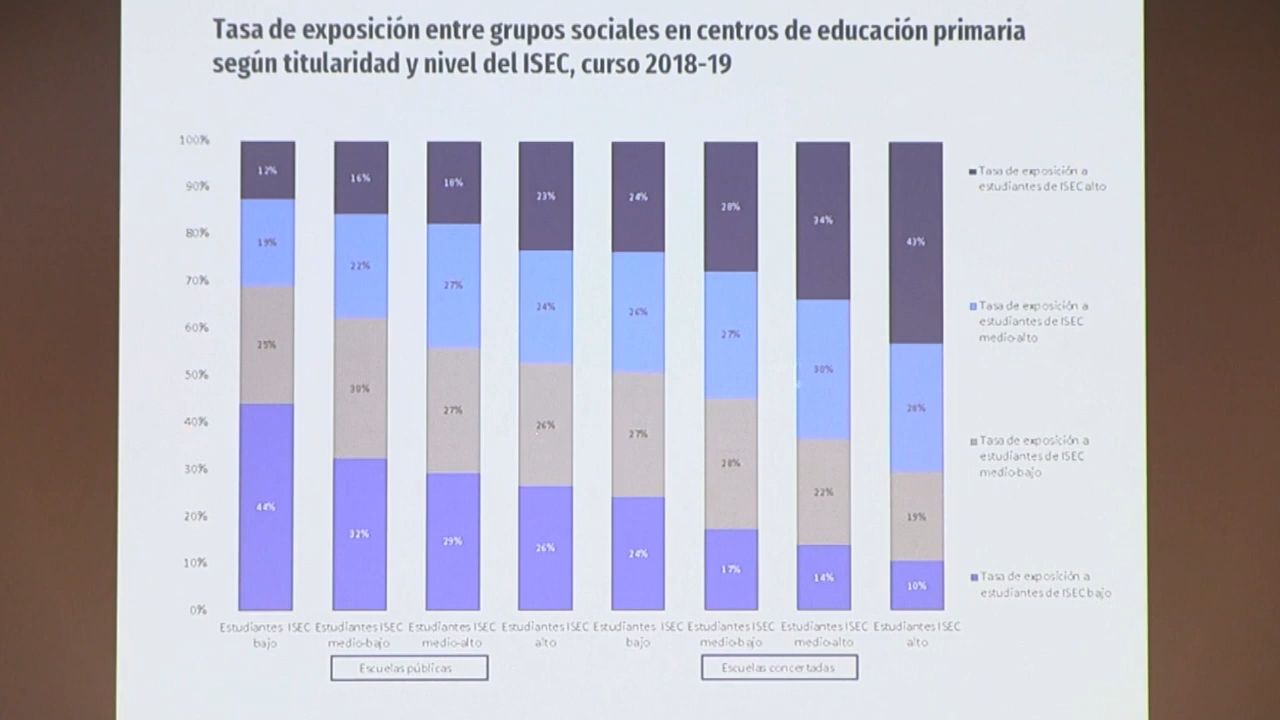 Tasa de exposición entre grupos sociales en centros de educación primaria
según titularidad y nivel del ISEC, curso 2018-19
100%
90%
80%
70%
60%
50%
40%
30%
20%
10%
0%
12%
19%
25%
44%
16%
22%
30%
32%
18%
27%
27%
29%
23%
24%
26%
26%
24%
26%
27%
24%
28%
27%
28%
17%
34%
30%
22%
14%
43%
28%
19%
10%
Tasa de exposición a
estudiantes de ISEC alto
Tasa de exposición a
estudiantes de ISEC
medio-alto
Tasa de exposición a
estudiantes de ISEC
medio-bajo
Tasa de exposición a
estudiantes de ISEC bajo
Estudiantes ISEC
bajo
Estudiantes ISEC
medio-bajo
Estudiantes ISEC
medio-alto
Estudiantes ISEC
alto
Estudiantes ISEC
bajo
Estudiantes ISEC
medio-bajo
Estudiantes ISEC
medio-alto
Estudiantes ISEC
alto
Escuelas públicas
Escuelas concertadas